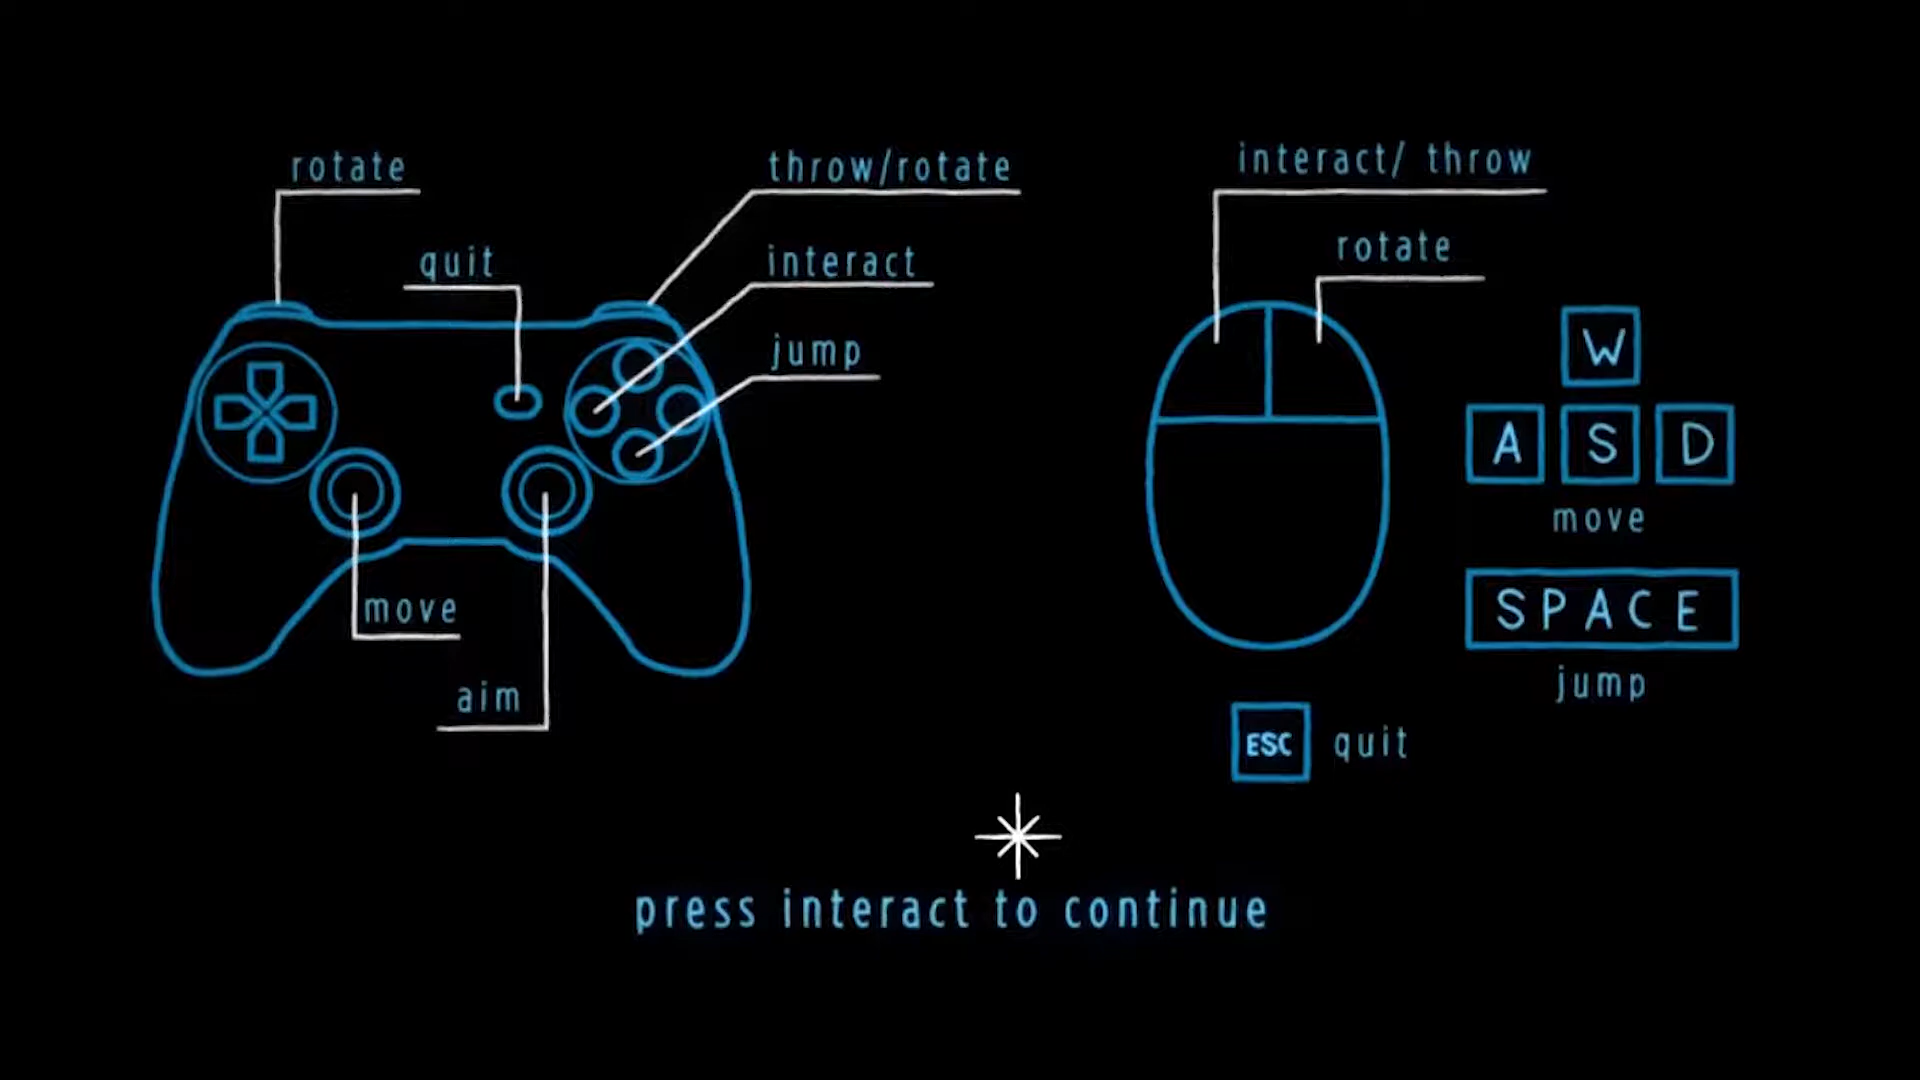 rotate
throw/rotate
quit
interact
jump
move
aim
interact/ throw
rotate
W
A S D
move
SPACE
jump
ESC quit
press interact to continue